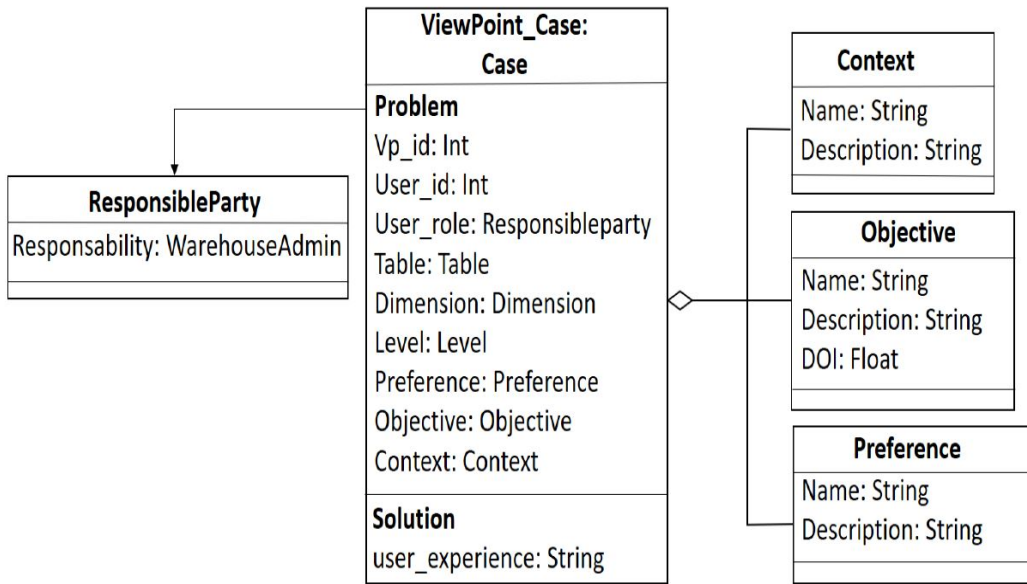 ViewPoint_Case:
Case
Problem
Vp_id: Int
User_id: Int
User_role: Responsibleparty
Table: Table
Dimension: Dimension
Level: Level
Preference: Preference
Objective: Objective
Context: Context
Solution
user_experience: String
ResponsibleParty
Responsability: WarehouseAdmin
Context
Name: String
Description: String
Objective
Name: String
Description: String
DOI: Float
Preference
Name: String
Description: String